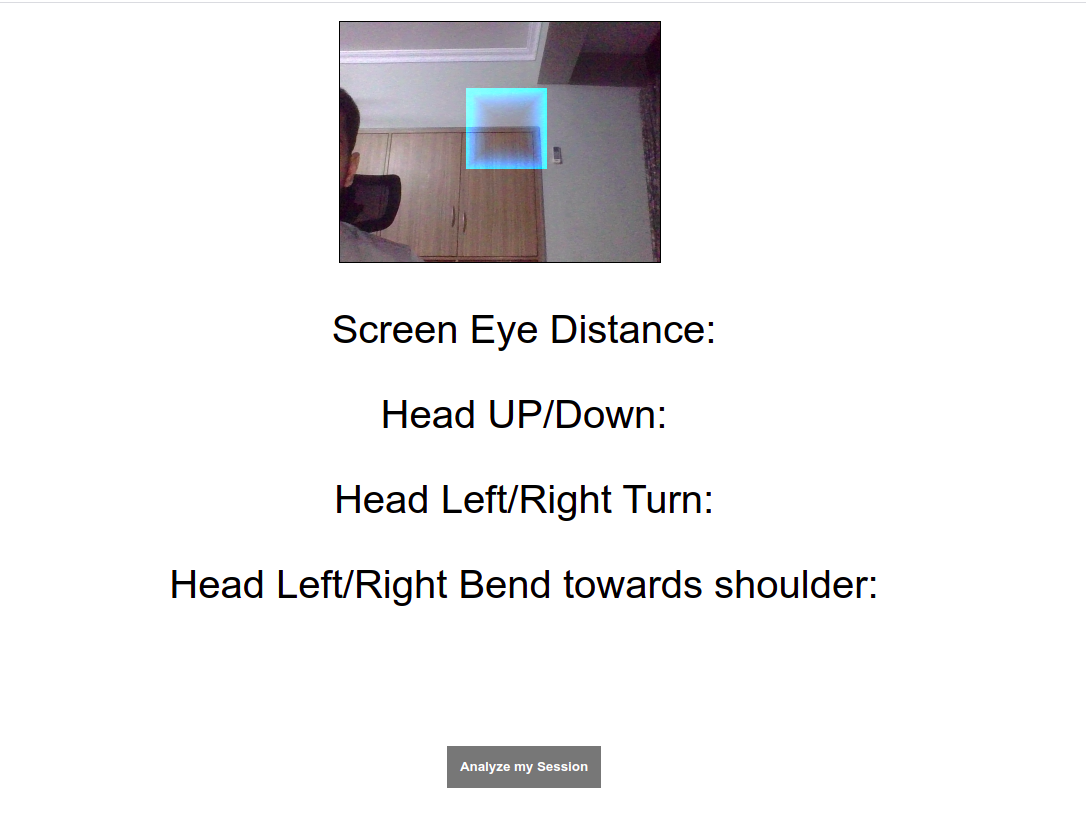 Screen Eye Distance:
Head UP/Down:
Head Left/Right Turn:
Head Left/Right Bend towards shoulder:
Analyze my Session